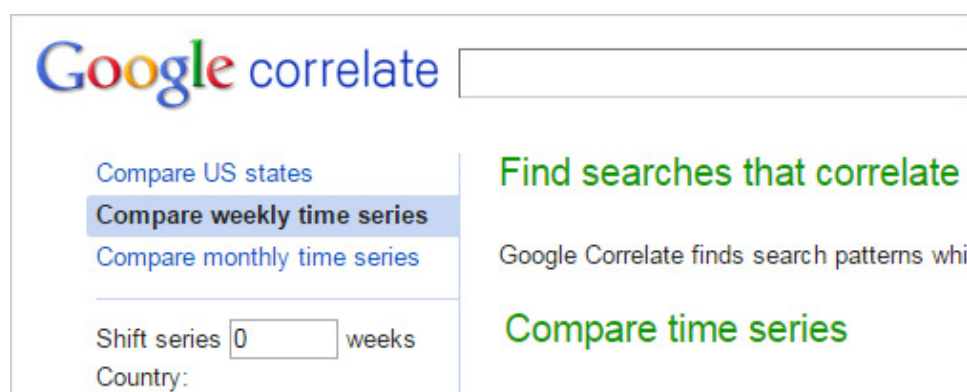 Google correlate
Compare US states
Compare weekly time series
Compare monthly time series
Shift series 0 weeks
Country:
Find searches that correlate
Google Correlate finds search patterns whi
Compare time series